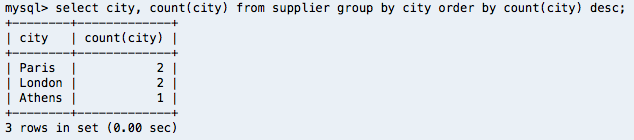 mysql> select city, count(city) from supplier group by city order by count(city) desc;
+--------+-------------+
| city   | count(city) |
+--------+-------------+
| Paris  |           2 |
| London |           2 |
| Athens |           1 |
+--------+-------------+
3 rows in set (0.00 sec)